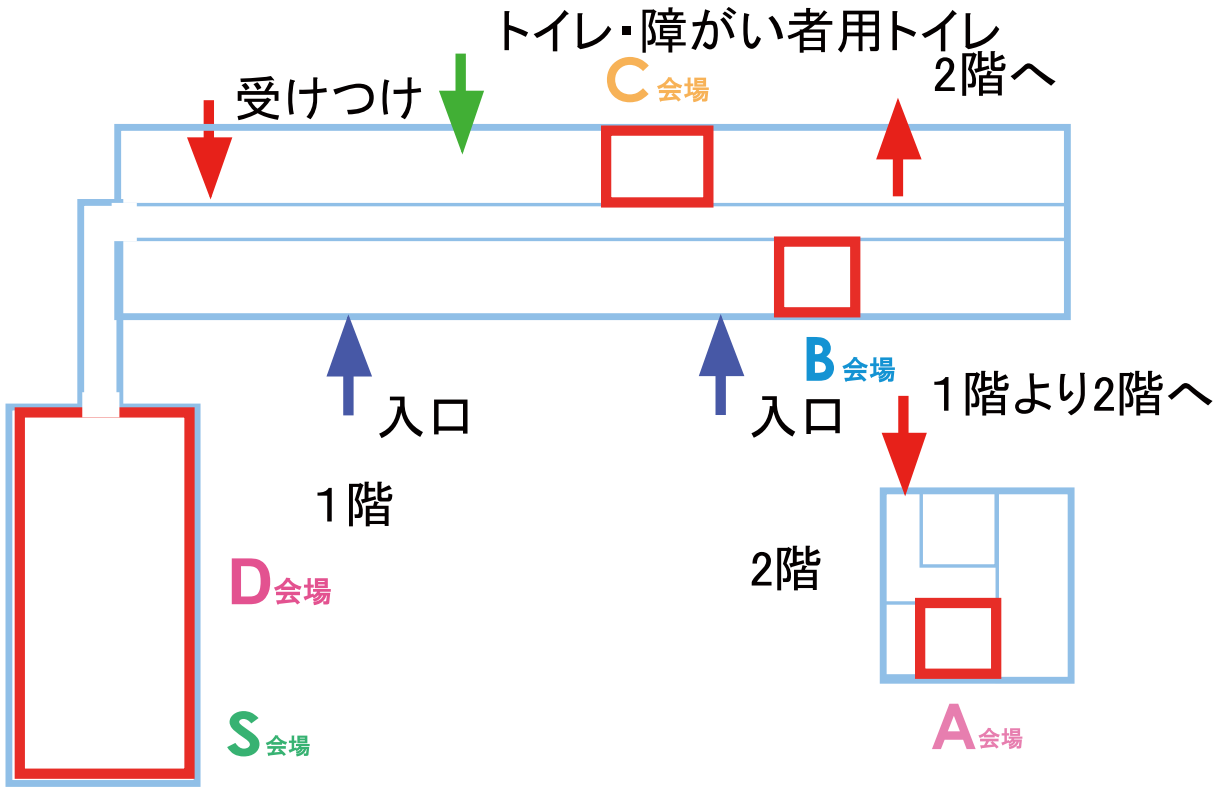 トイレ・障がい者用トイレ
受けつけ
C会場
2階へ
B会場
入口
入口
1階より2階へ
1階
2階
D会場
S会場
A会場